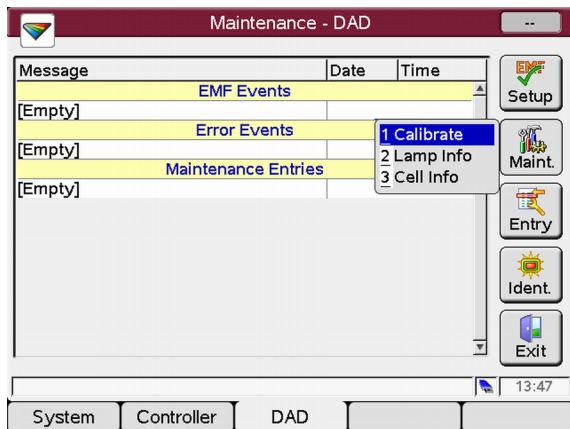 Maintenance - DAD
--
Message Date Time
EMF Events
[Empty]
Error Events
[Empty]
Maintenance Entries
[Empty]
1 Calibrate
2 Lamp Info
3 Cell Info
EMF
Setup
Maint.
Entry
Ident.
Exit
13:47
System Controller DAD